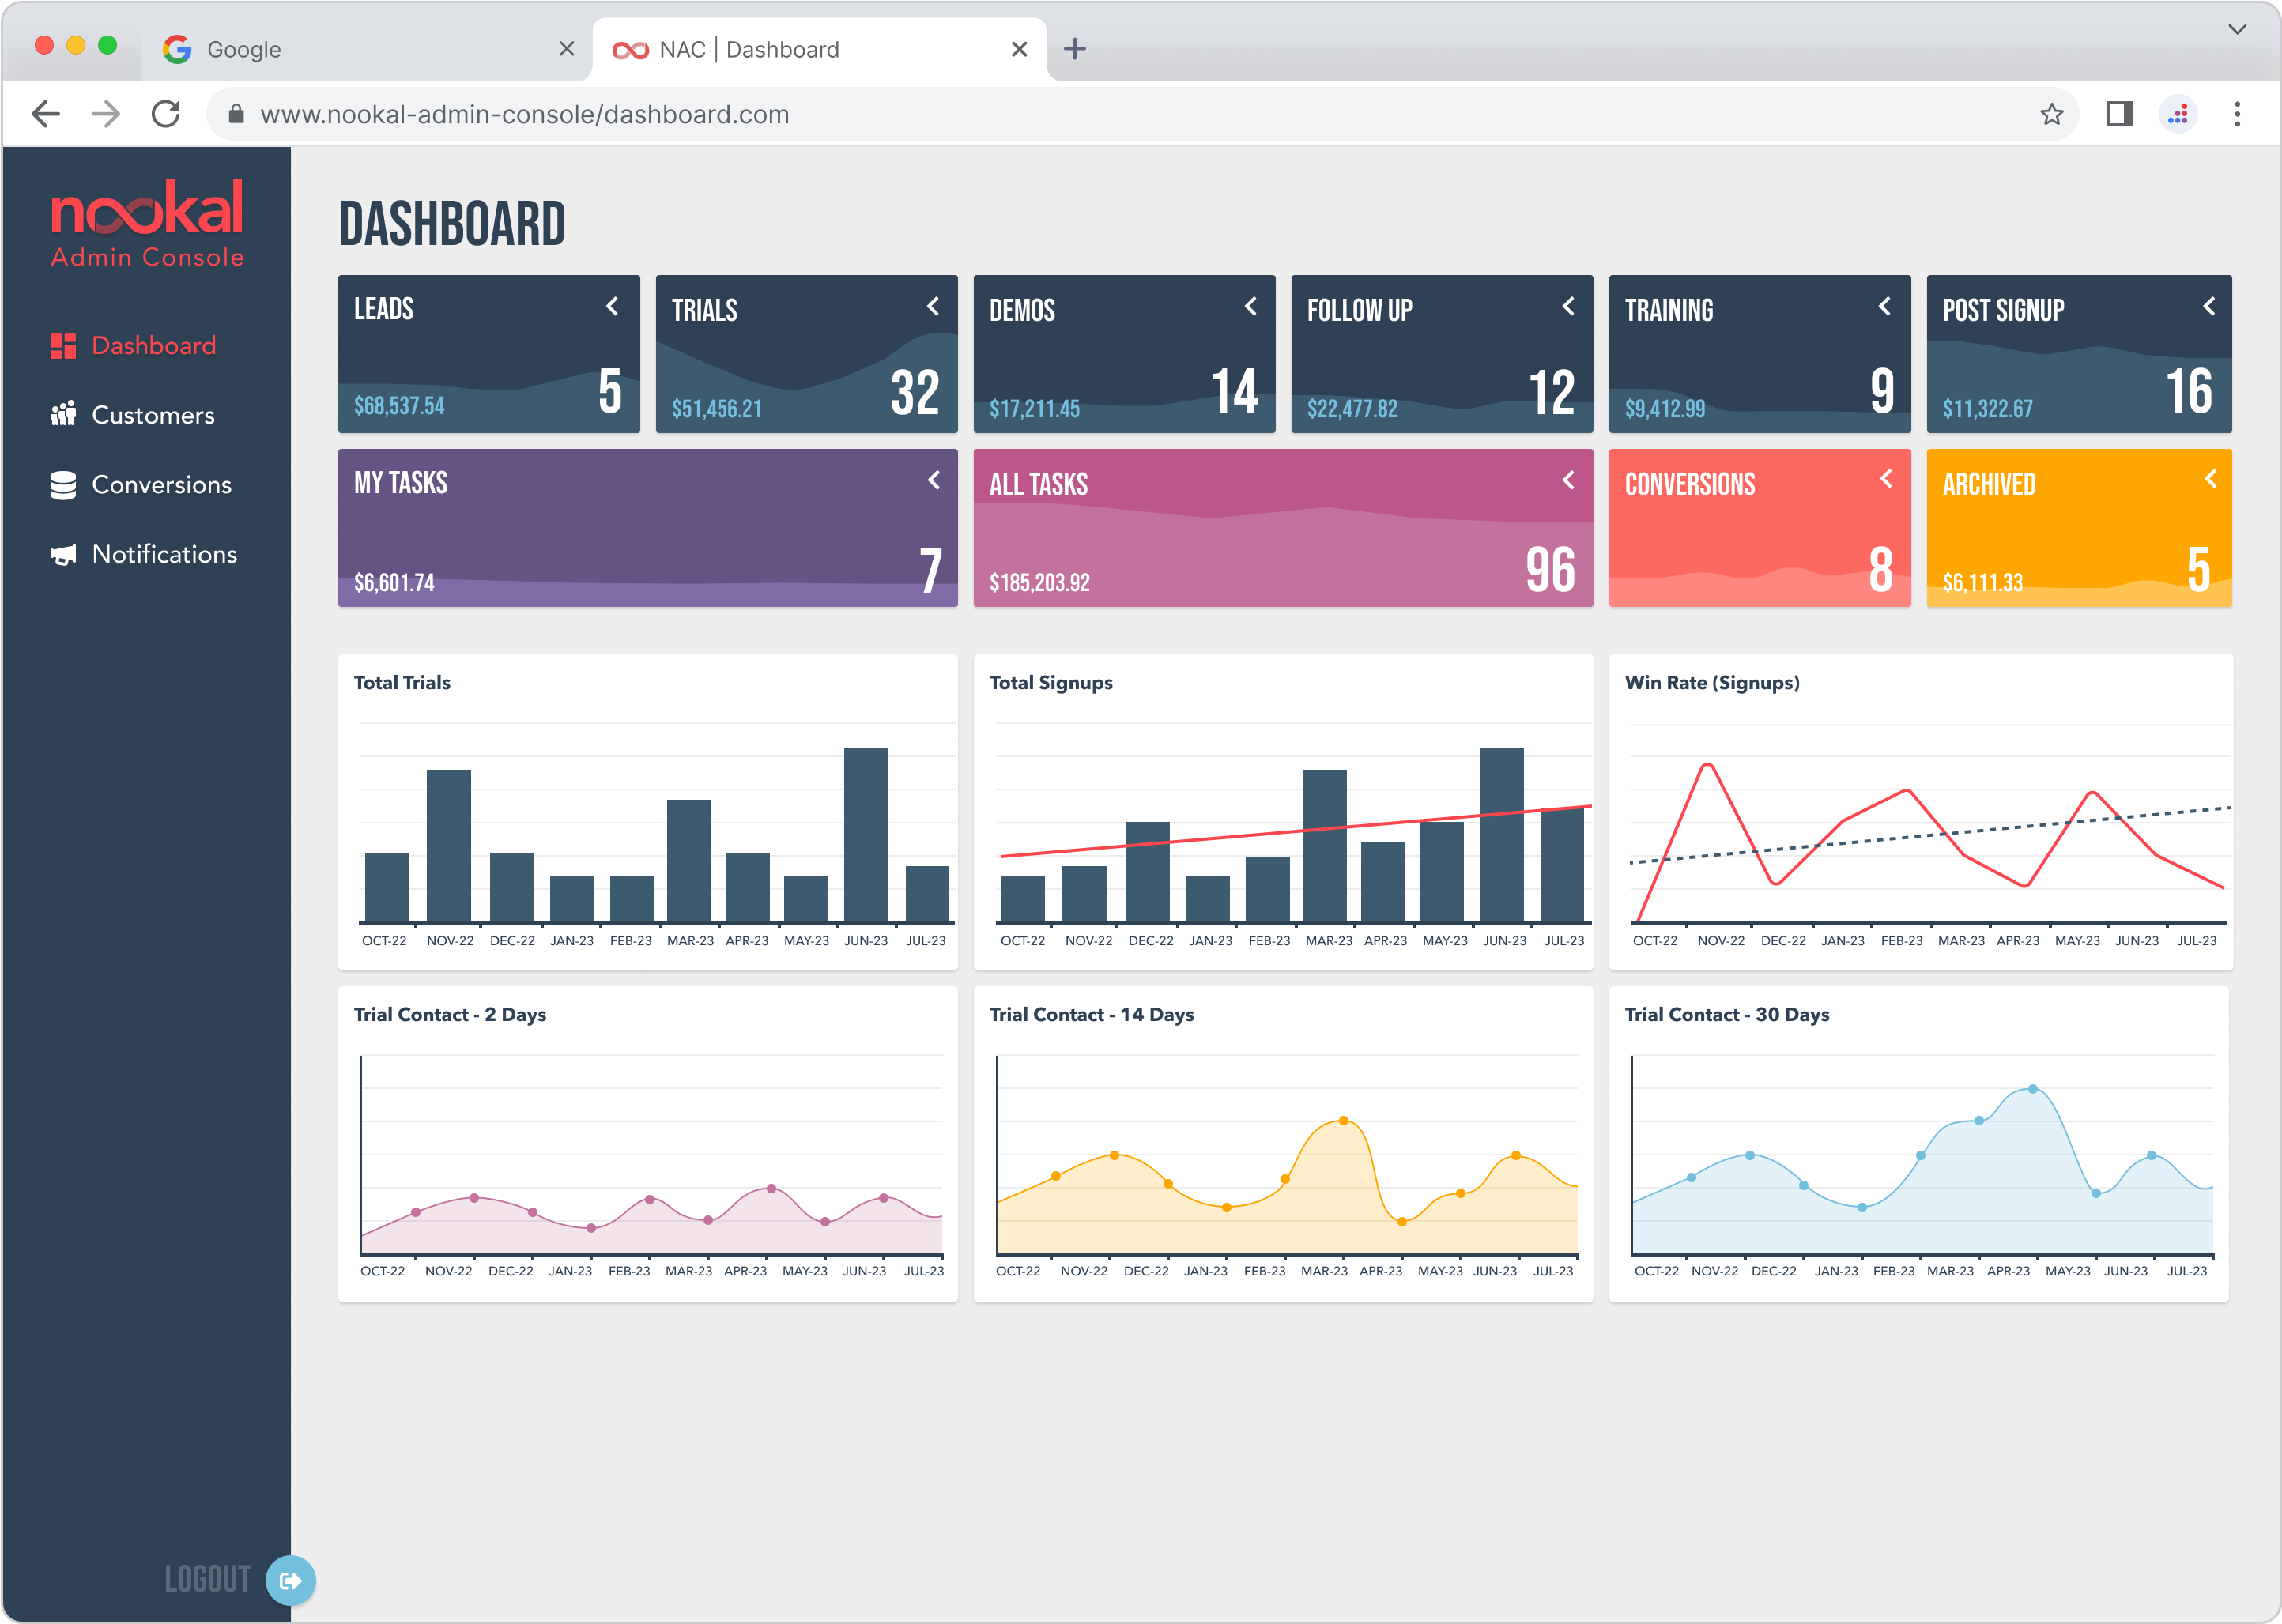 Google
NAC | Dashboard
www.nookal-admin-console/dashboard.com
nookal
Admin Console
Dashboard
Customers
Conversions
Notifications
LOGOUT
DASHBOARD
LEADS
$68,537.54
5
TRIALS
$51,456.21
32
DEMOS
$17,211.45
14
FOLLOW UP
$22,477.82
12
TRAINING
$9,412.99
9
POST SIGNUP
$11,322.67
16
MY TASKS
$6,601.74
7
ALL TASKS
$185,203.92
96
CONVERSIONS
8
ARCHIVED
$6,111.33
5
Total Trials
OCT-22 NOV-22 DEC-22 JAN-23 FEB-23 MAR-23 APR-23 MAY-23 JUN-23 JUL-23
Total Signups
OCT-22 NOV-22 DEC-22 JAN-23 FEB-23 MAR-23 APR-23 MAY-23 JUN-23 JUL-23
Win Rate (Signups)
OCT-22 NOV-22 DEC-22 JAN-23 FEB-23 MAR-23 APR-23 MAY-23 JUN-23 JUL-23
Trial Contact - 2 Days
OCT-22 NOV-22 DEC-22 JAN-23 FEB-23 MAR-23 APR-23 MAY-23 JUN-23 JUL-23
Trial Contact - 14 Days
OCT-22 NOV-22 DEC-22 JAN-23 FEB-23 MAR-23 APR-23 MAY-23 JUN-23 JUL-23
Trial Contact - 30 Days
OCT-22 NOV-22 DEC-22 JAN-23 FEB-23 MAR-23 APR-23 MAY-23 JUN-23 JUL-23